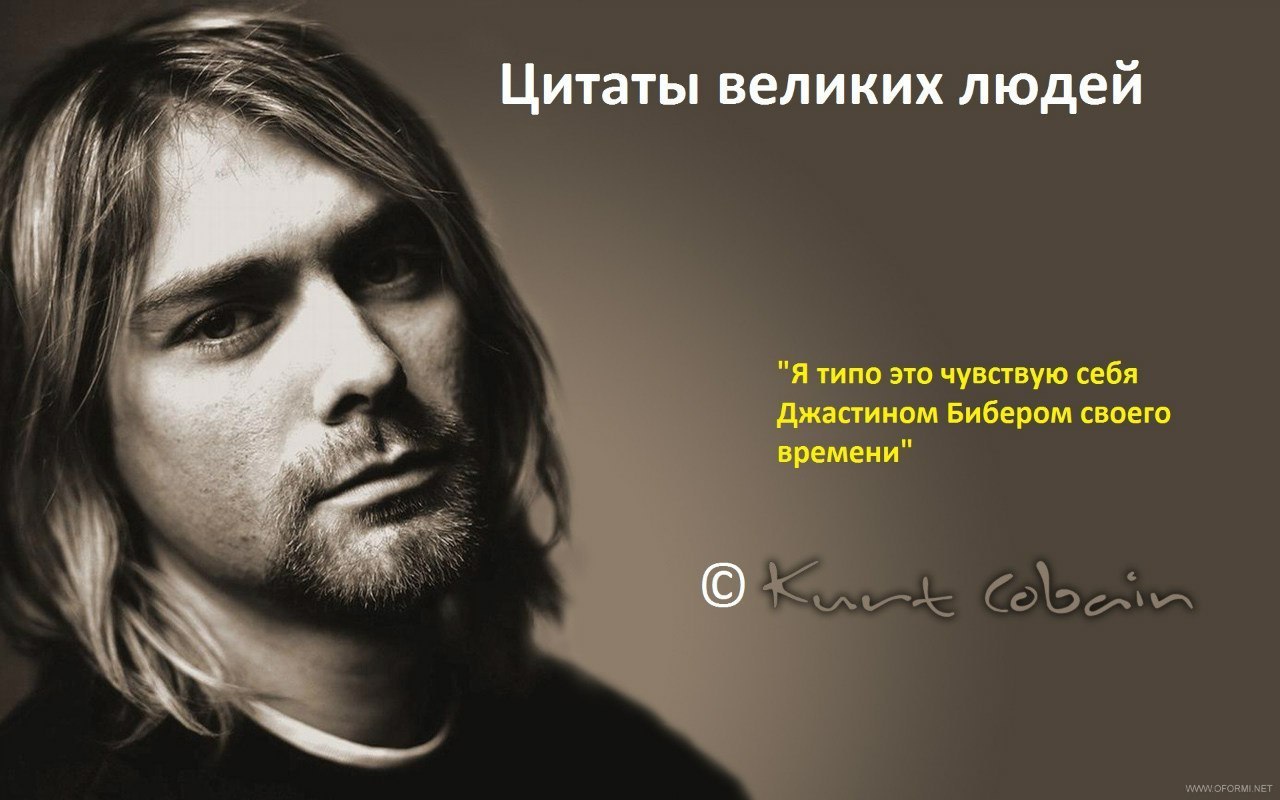 Цитаты великих людей
"Я типо это чувствую себя
Джастином Бибером своего
времени"
© Kurt Cobain
WWW.OFORMI.NET